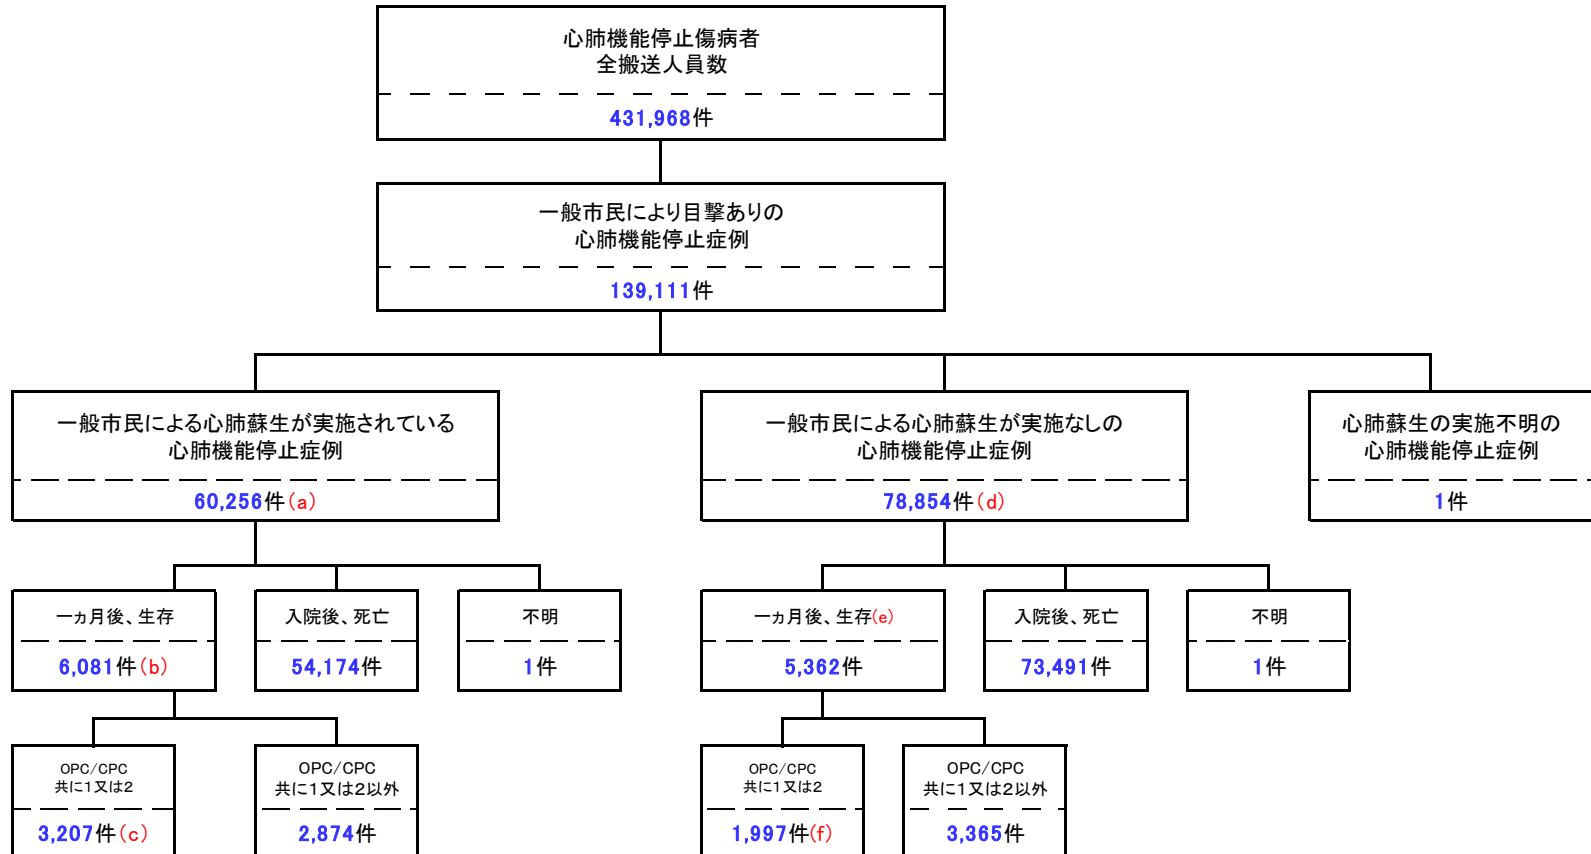 心肺機能停止傷病者
全搬送人員数
431,968件
一般市民により目撃ありの
心肺機能停止症例
139,111件
一般市民による心肺蘇生が実施されている
心肺機能停止症例
60,256件(a)
一般市民による心肺蘇生が実施なしの
心肺機能停止症例
78,854件(d)
心肺蘇生の実施不明の
心肺機能停止症例
1件
一ヵ月後、生存
6,081件(b)
入院後、死亡
54,174件
不明
1件
一ヵ月後、生存(e)
5,362件
入院後、死亡
73,491件
不明
1件
OPC/CPC
共に1又は2
3,207件(c)
OPC/CPC
共に1又は2以外
2,874件
OPC/CPC
共に1又は2
1,997件(f)
OPC/CPC
共に1又は2以外
3,365件